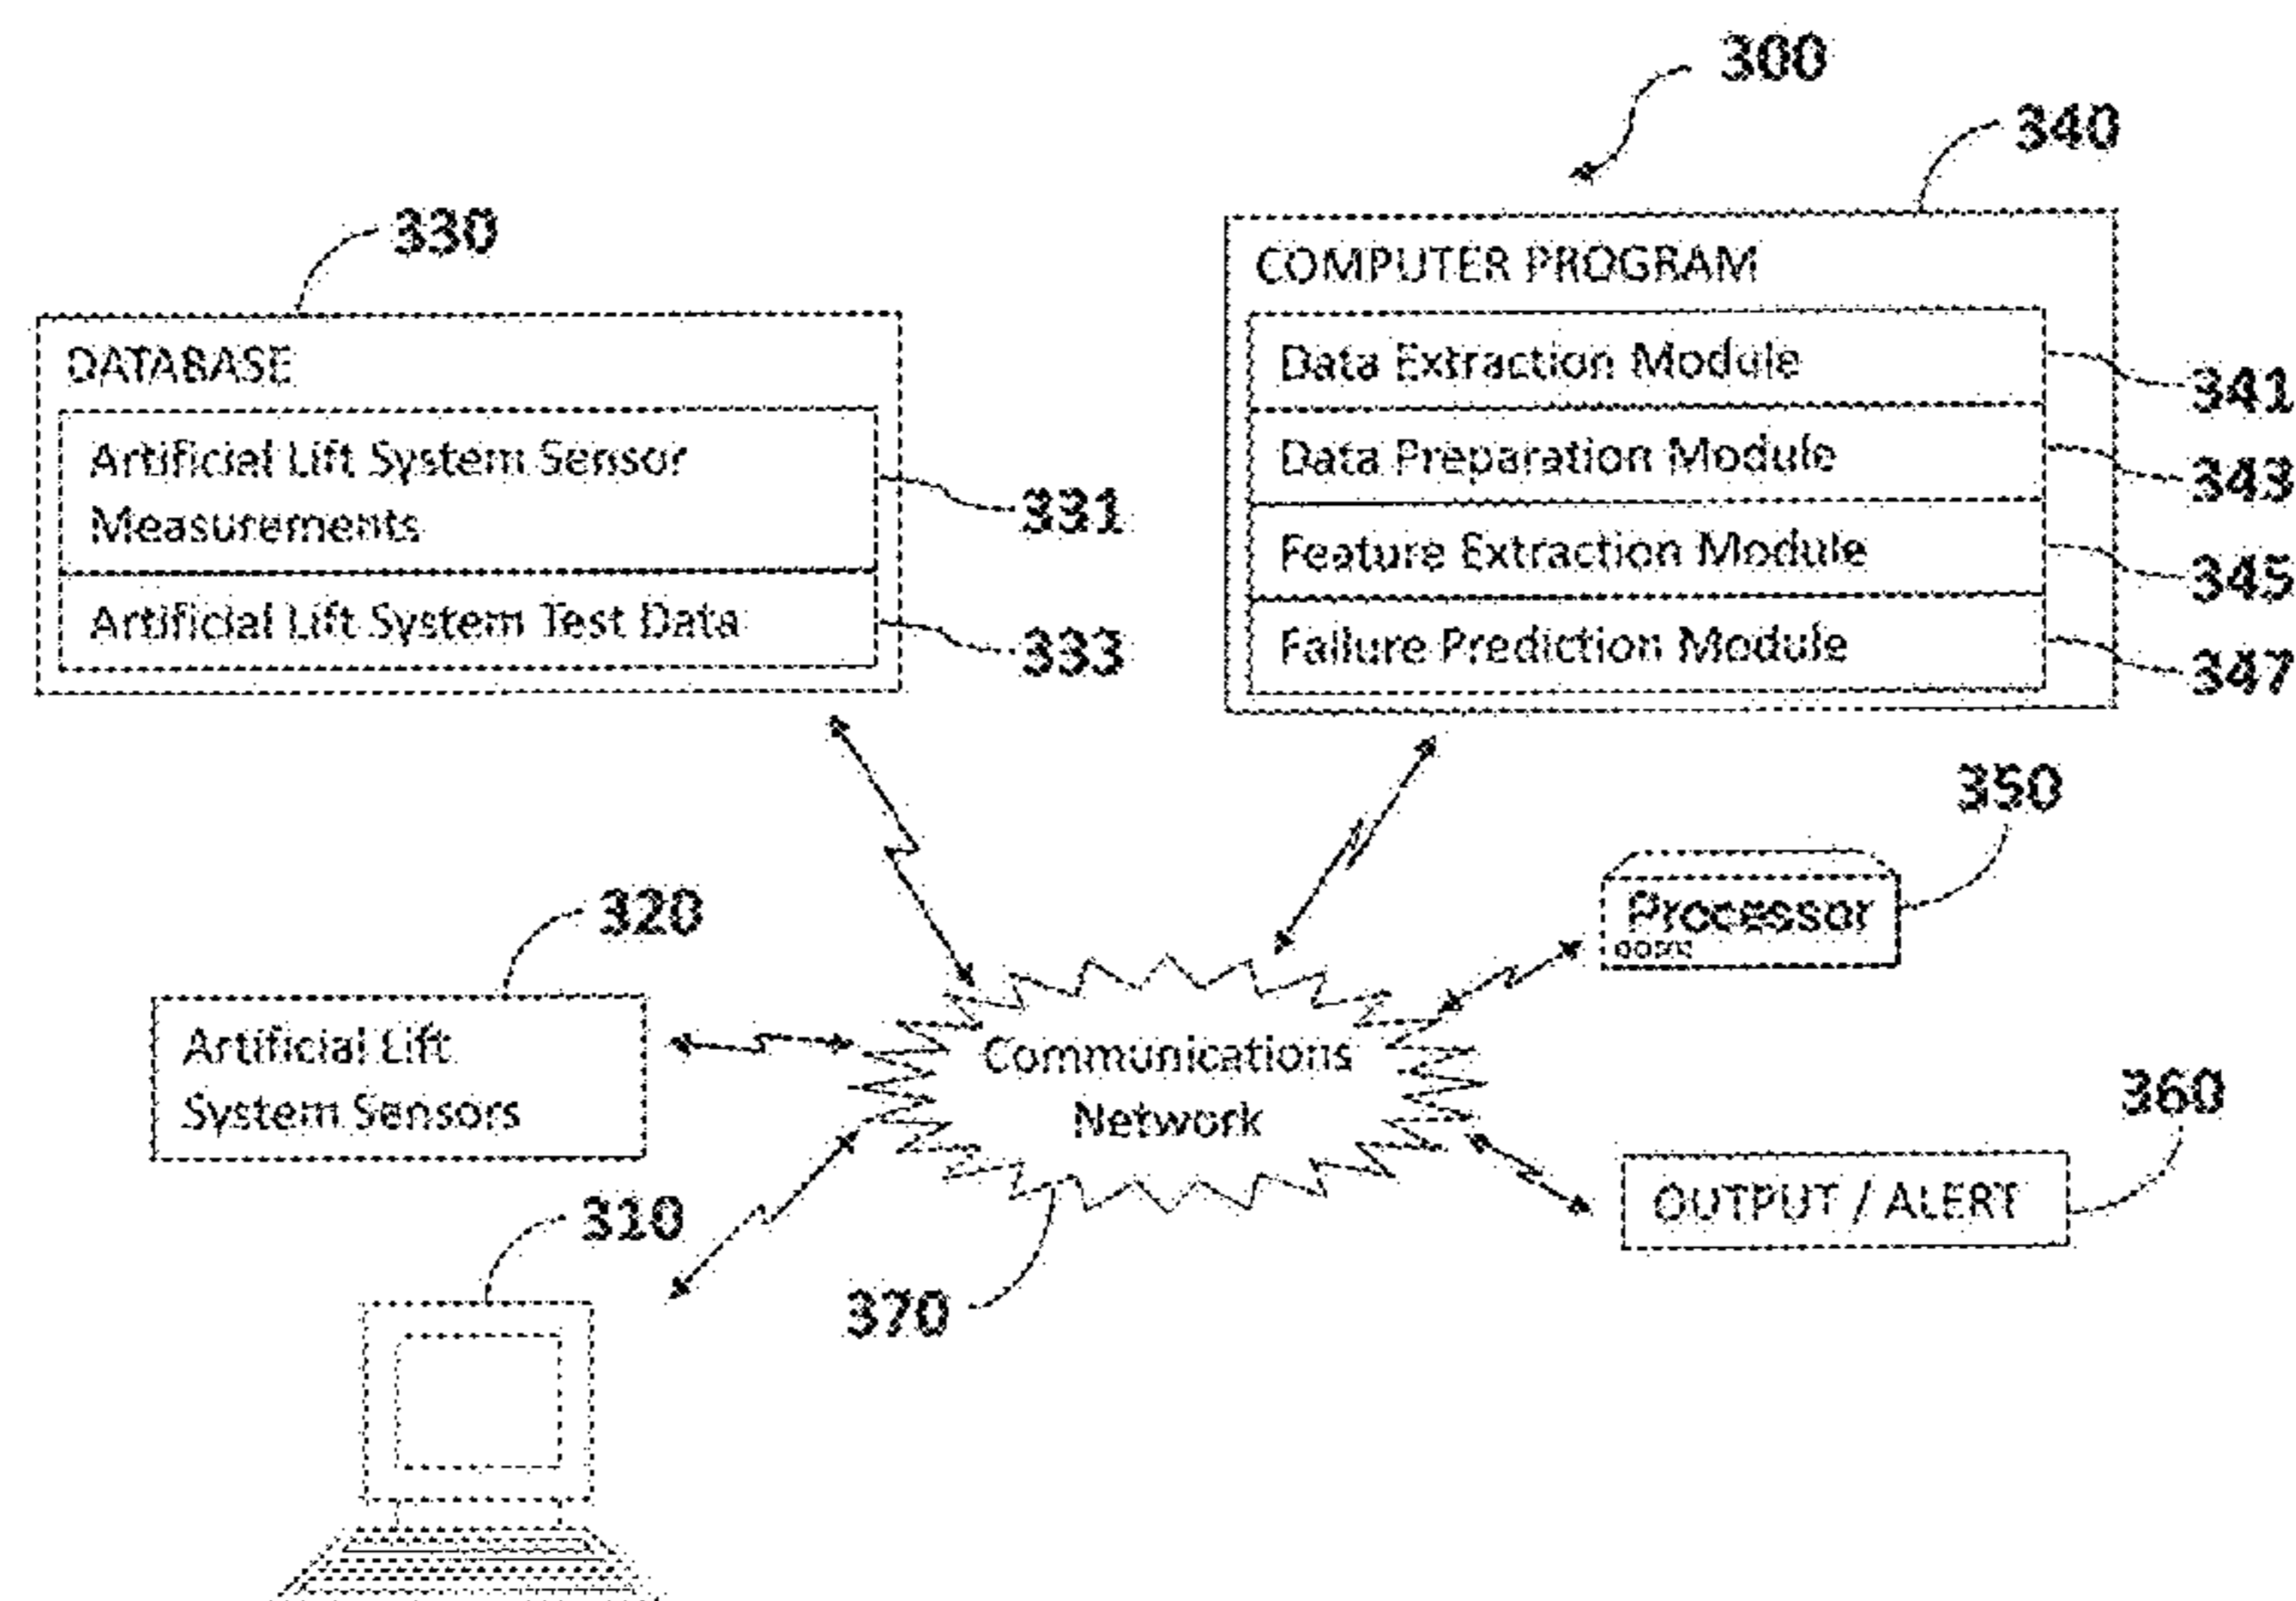 300
340
330
COMPUTER PROGRAM
DATABASE
Data Extraction Module
341
Artificial Lift System Sensor
Measurements
331
Data Preparation Module
343
Feature Extraction Module
345
Artificial Lift System Test Data
333
Failure Prediction Module
347
350
Processor
320
Artificial Lift
System Sensors
Communications
Network
360
OUTPUT / ALERT
310
370